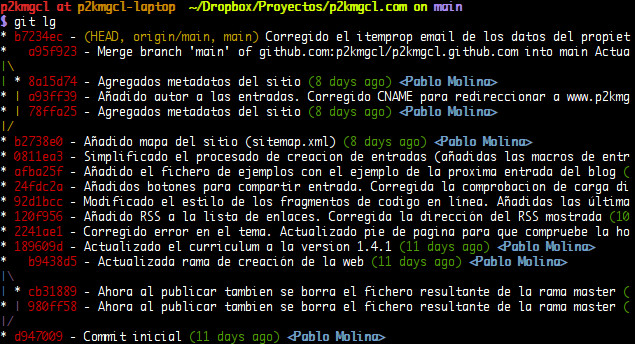 p2kmgcl at p2kmgcl-laptop ~/Dropbox/Proyectos/p2kmgcl.com on main
$ git lg
* b7234ec - (HEAD, origin/main, main) Corregido el itemprop email de los datos del propiet
*   a95f923 - Merge branch 'main' of github.com:p2kmgcl/p2kmgcl.github.com into main Actua
|\
| * 8a15d74 - Agregados metadatos del sitio (8 days ago) <Pablo Molina>
* | a93ff39 - Añadido autor a las entradas. Corregido CNAME para redireccionar a www.p2kmg
* | 78ffa25 - Agregados metadatos del sitio (8 days ago) <Pablo Molina>
|/
* b2738e0 - Añadido mapa del sitio (sitemap.xml) (8 days ago) <Pablo Molina>
* 0811ea3 - Simplificado el procesado de creacion de entradas (añadidas las macros de entr
* afba25f - Añadido el fichero de ejemplos con el ejemplo de la proxima entrada del blog (
* 24fdc2a - Añadidos botones para compartir entrada. Corregida la comprobacion de carga di
* 92d1bcc - Modificado el estilo de los fragmentos de codigo en linea. Añadidas las última
* 120f956 - Añadido RSS a la lista de enlaces. Corregida la dirección del RSS mostrada (10
* 2241ae1 - Corregido error en el tema. Actualizado pie de pagina para que compruebe la ho
* 189609d - Actualizado el curriculum a la version 1.4.1 (11 days ago) <Pablo Molina>
*   b9438d5 - Actualizada rama de creación de la web (11 days ago) <Pablo Molina>
|\
| * cb31889 - Ahora al publicar tambien se borra el fichero resultante de la rama master (
* | 980ff58 - Ahora al publicar tambien se borra el fichero resultante de la rama master (
|/
* d947009 - Commit inicial (11 days ago) <Pablo Molina>